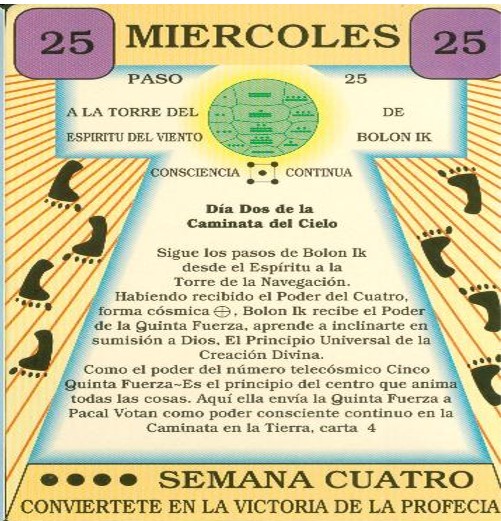 25 MIERCOLES 25
PASO 25
A LA TORRE DEL DE
ESPIRITU DEL VIENTO BOLON IK
CONSCIENCIA CONTINUA
Día Dos de la
Caminata del Cielo
Sigue los pasos de Bolon Ik
desde el Espíritu a la
Torre de la Navegación.
Habiendo recibido el Poder del Cuatro,
forma cósmica ⊕, Bolon Ik recibe el Poder
de la Quinta Fuerza, aprende a inclinarte en
sumisión a Dios, El Principio Universal de la
Creación Divina.
Como el poder del número telecósmico Cinco
Quinta Fuerza~Es el principio del centro que anima
todas las cosas. Aquí ella envía la Quinta Fuerza a
Pacal Votan como poder consciente continuo en la
Caminata en la Tierra, carta 4
SEMANA CUATRO
CONVIERTETE EN LA VICTORIA DE LA PROFECIA